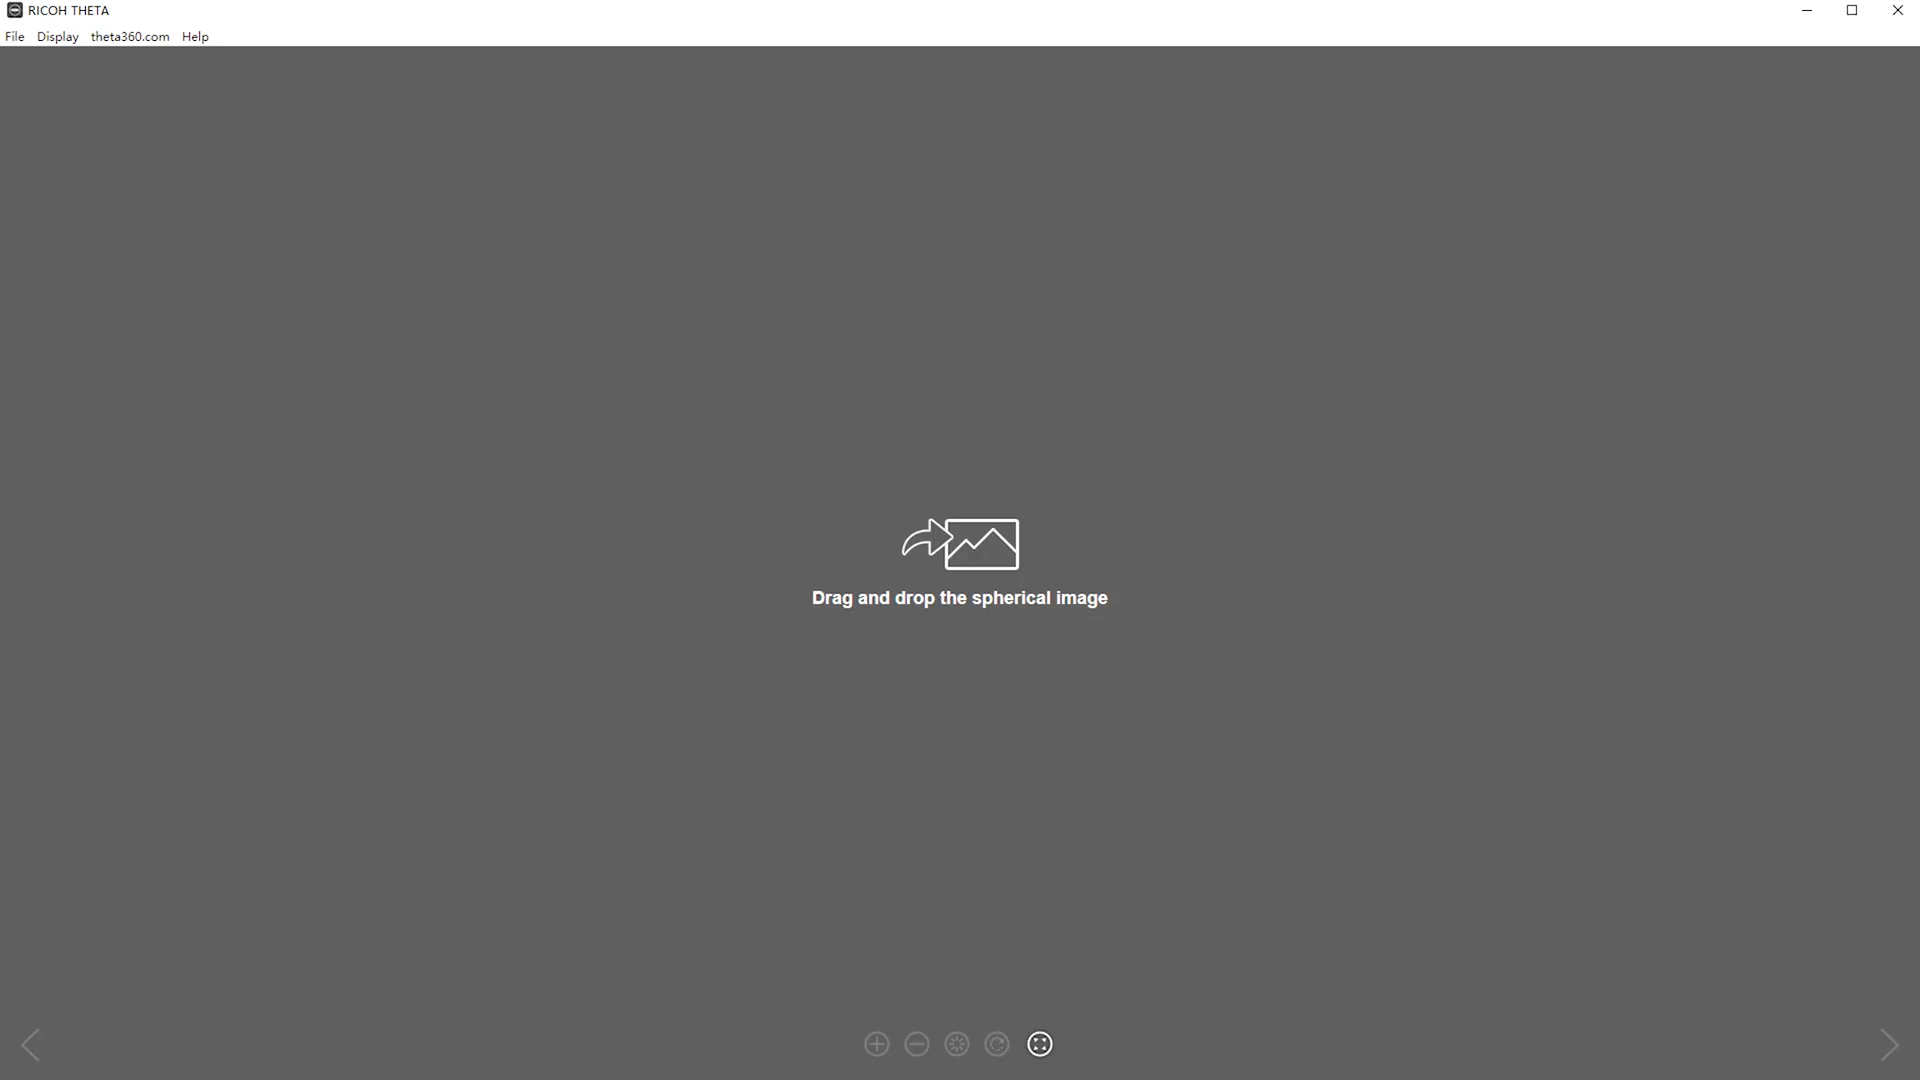 RICOH THETA
File Display theta360.com Help
Drag and drop the spherical image